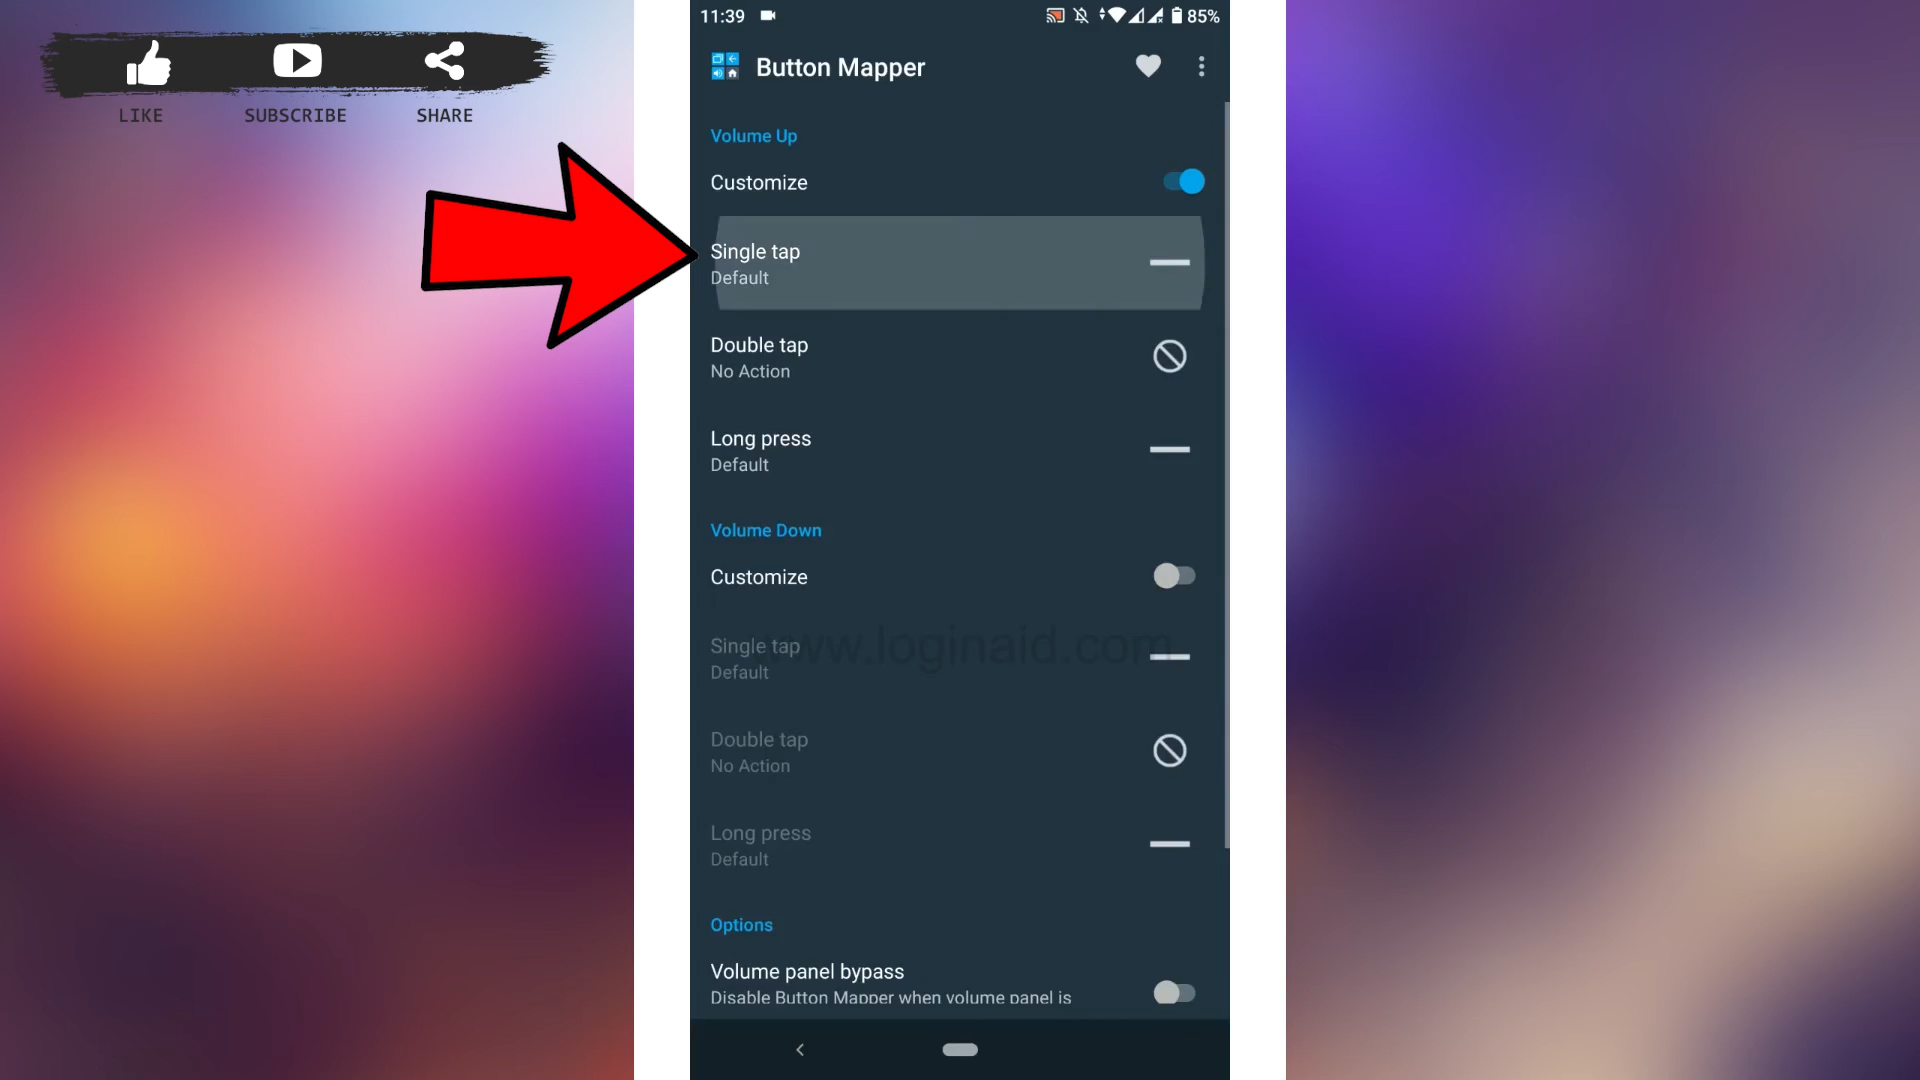 LIKE
SUBSCRIBE
SHARE
11:39
85%
Button Mapper
Volume Up
Customize
Single tap
Default
Double tap
No Action
Long press
Default
Volume Down
Customize
www.loginaid.com
Single tap
Default
Double tap
No Action
Long press
Default
Options
Volume panel bypass
Disable Button Mapper when volume panel is